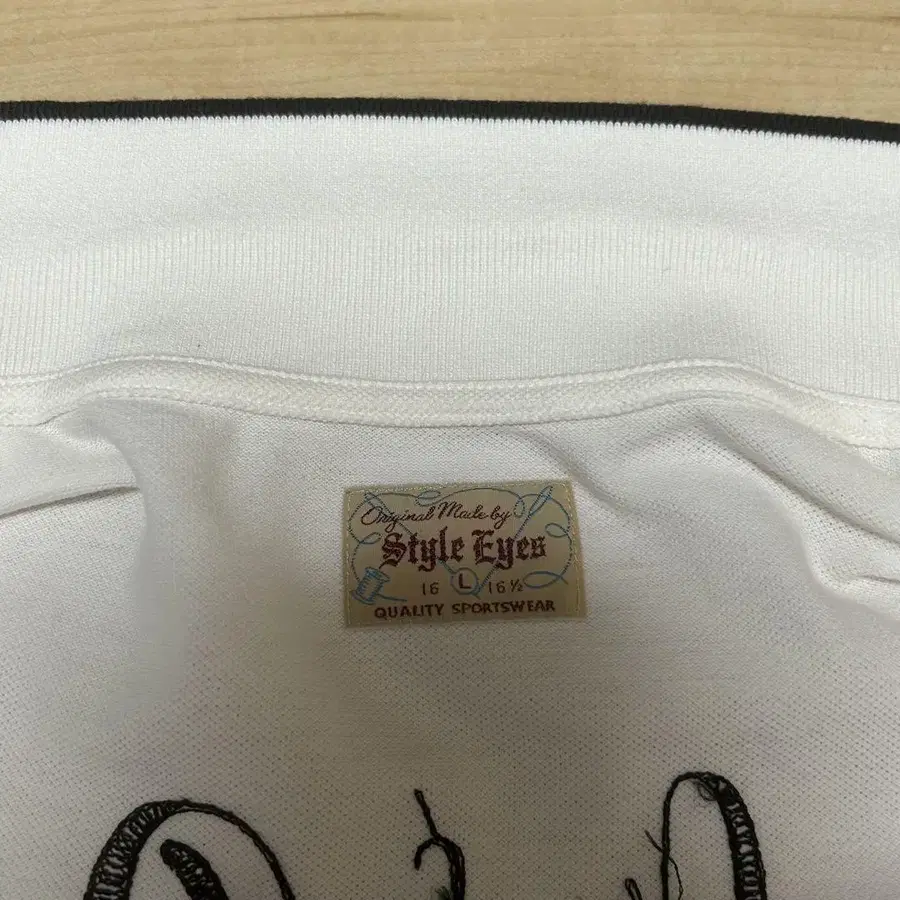 Original Made by
Style Eyes
16 L 16½
QUALITY SPORTSWEAR